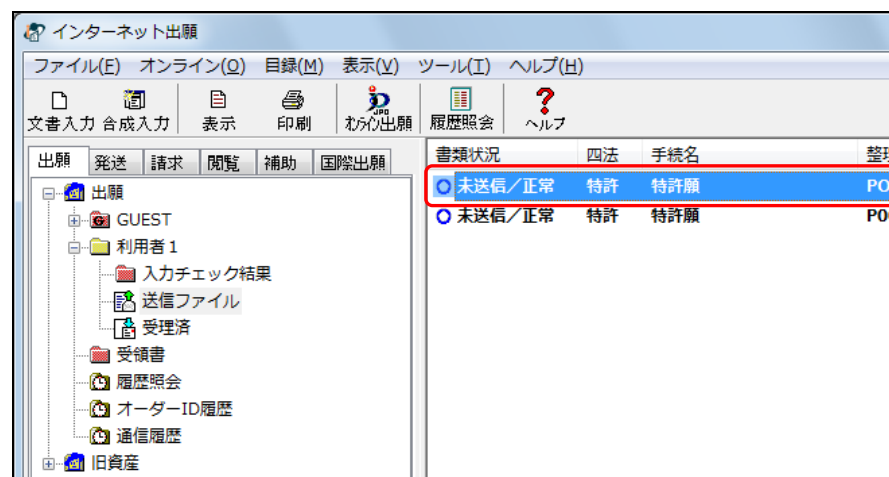 インターネット出願
ファイル(F) オンライン(O) 目録(M) 表示(V) ツール(T) ヘルプ(H)
文書入力 合成入力 表示 印刷 オンライン出願 履歴照会 ヘルプ
出願 発送 請求 閲覧 補助 国際出願
書類状況 四法 手続名 整理
未送信/正常 特許 特許願 PO
未送信/正常 特許 特許願 PO
出願
GUEST
利用者1
入力チェック結果
送信ファイル
受理済
受領書
履歴照会
オーダーID履歴
通信履歴
旧資産